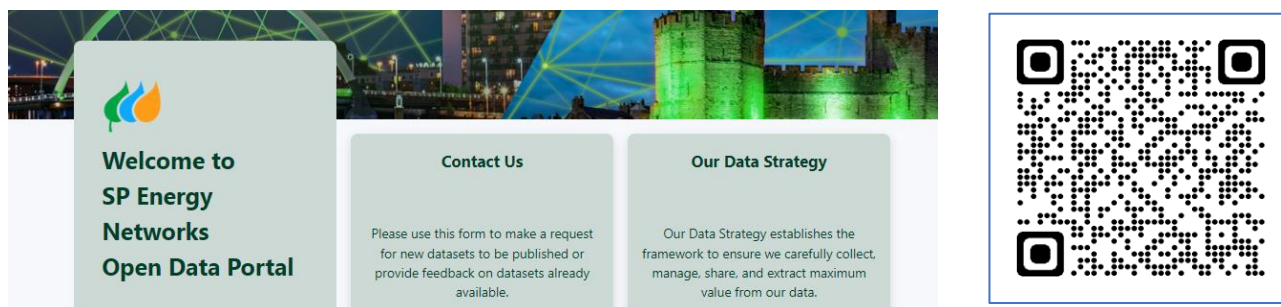 Welcome to
SP Energy
Networks
Open Data Portal
Contact Us
Please use this form to make a request
for new datasets to be published or
provide feedback on datasets already
available.
Our Data Strategy
Our Data Strategy establishes the
framework to ensure we carefully collect,
manage, share, and extract maximum
value from our data.